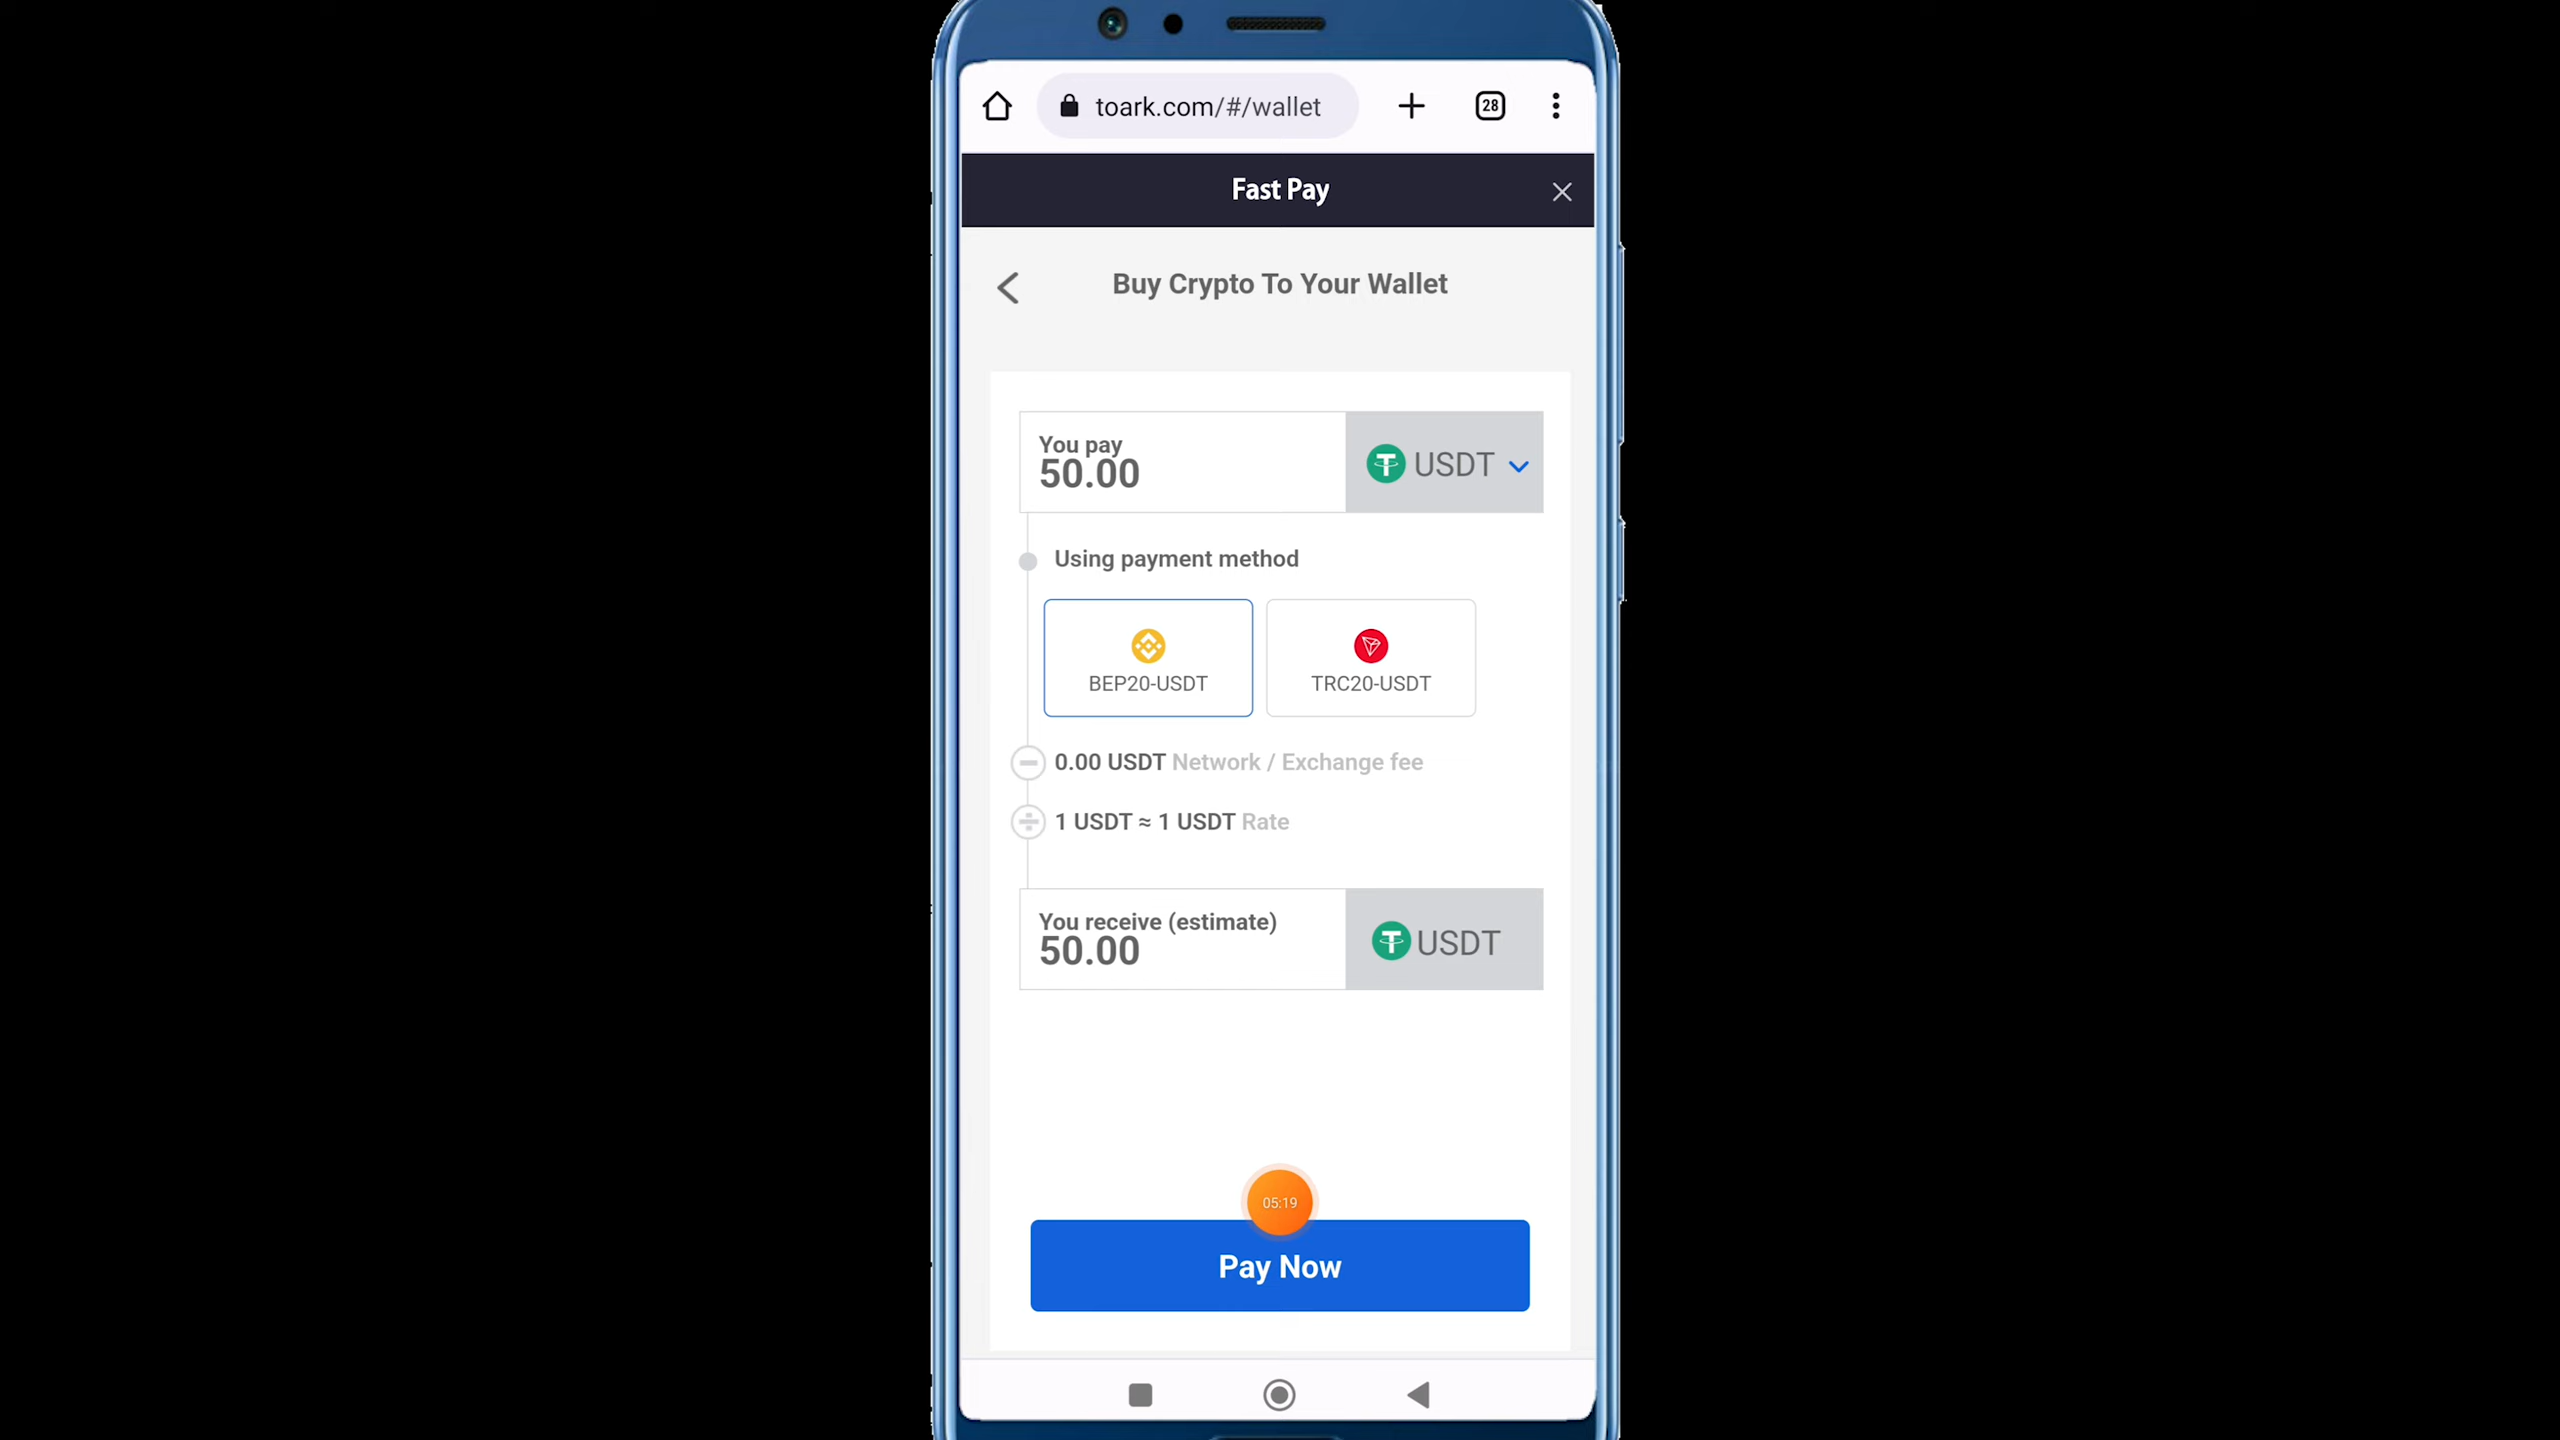 toark.com/#/wallet
28
Fast Pay
Buy Crypto To Your Wallet
You pay
50.00
USDT
Using payment method
BEP20-USDT
TRC20-USDT
0.00 USDT Network / Exchange fee
1 USDT ≈ 1 USDT Rate
You receive (estimate)
50.00
USDT
05:19
Pay Now